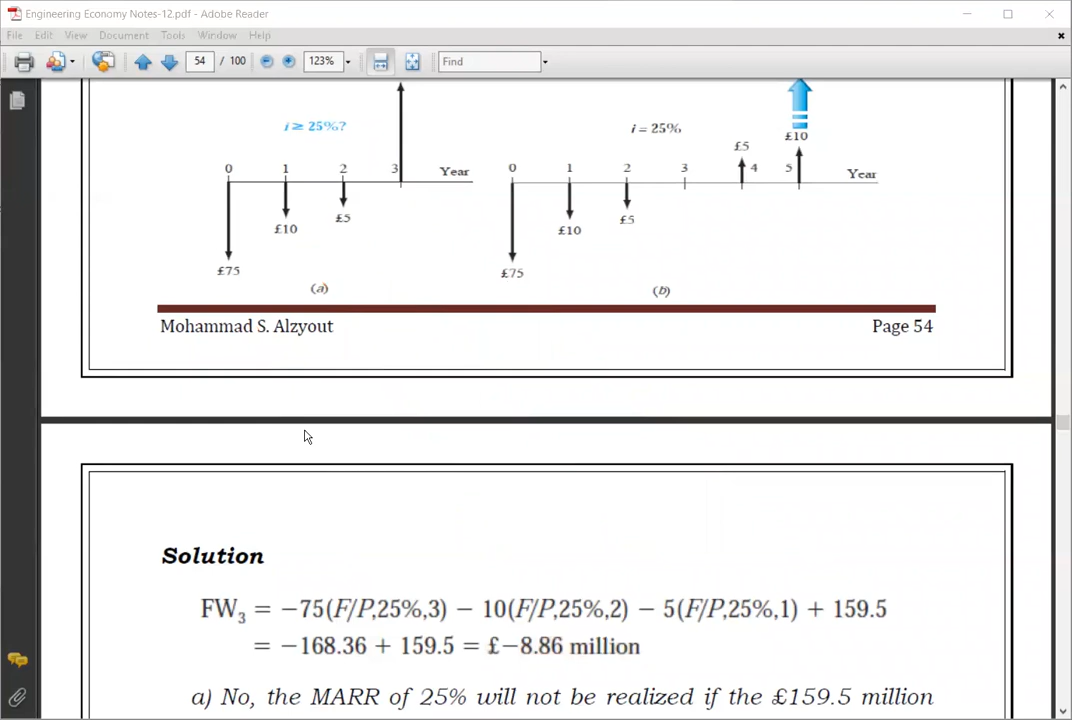 Engineering Economy Notes-12.pdf - Adobe Reader
File Edit View Document Tools Window Help
54 / 100 123% Find
£10
i ≥ 25%? i = 25%
£5
0 1 2 3 Year 0 1 2 3 4 5 Year
£5 £5
£10 £10
£75 £75
(a) (b)
Mohammad S. Alzyout Page 54
Solution
FW₃ = −75(F/P,25%,3) − 10(F/P,25%,2) − 5(F/P,25%,1) + 159.5
= −168.36 + 159.5 = £−8.86 million
a) No, the MARR of 25% will not be realized if the £159.5 million